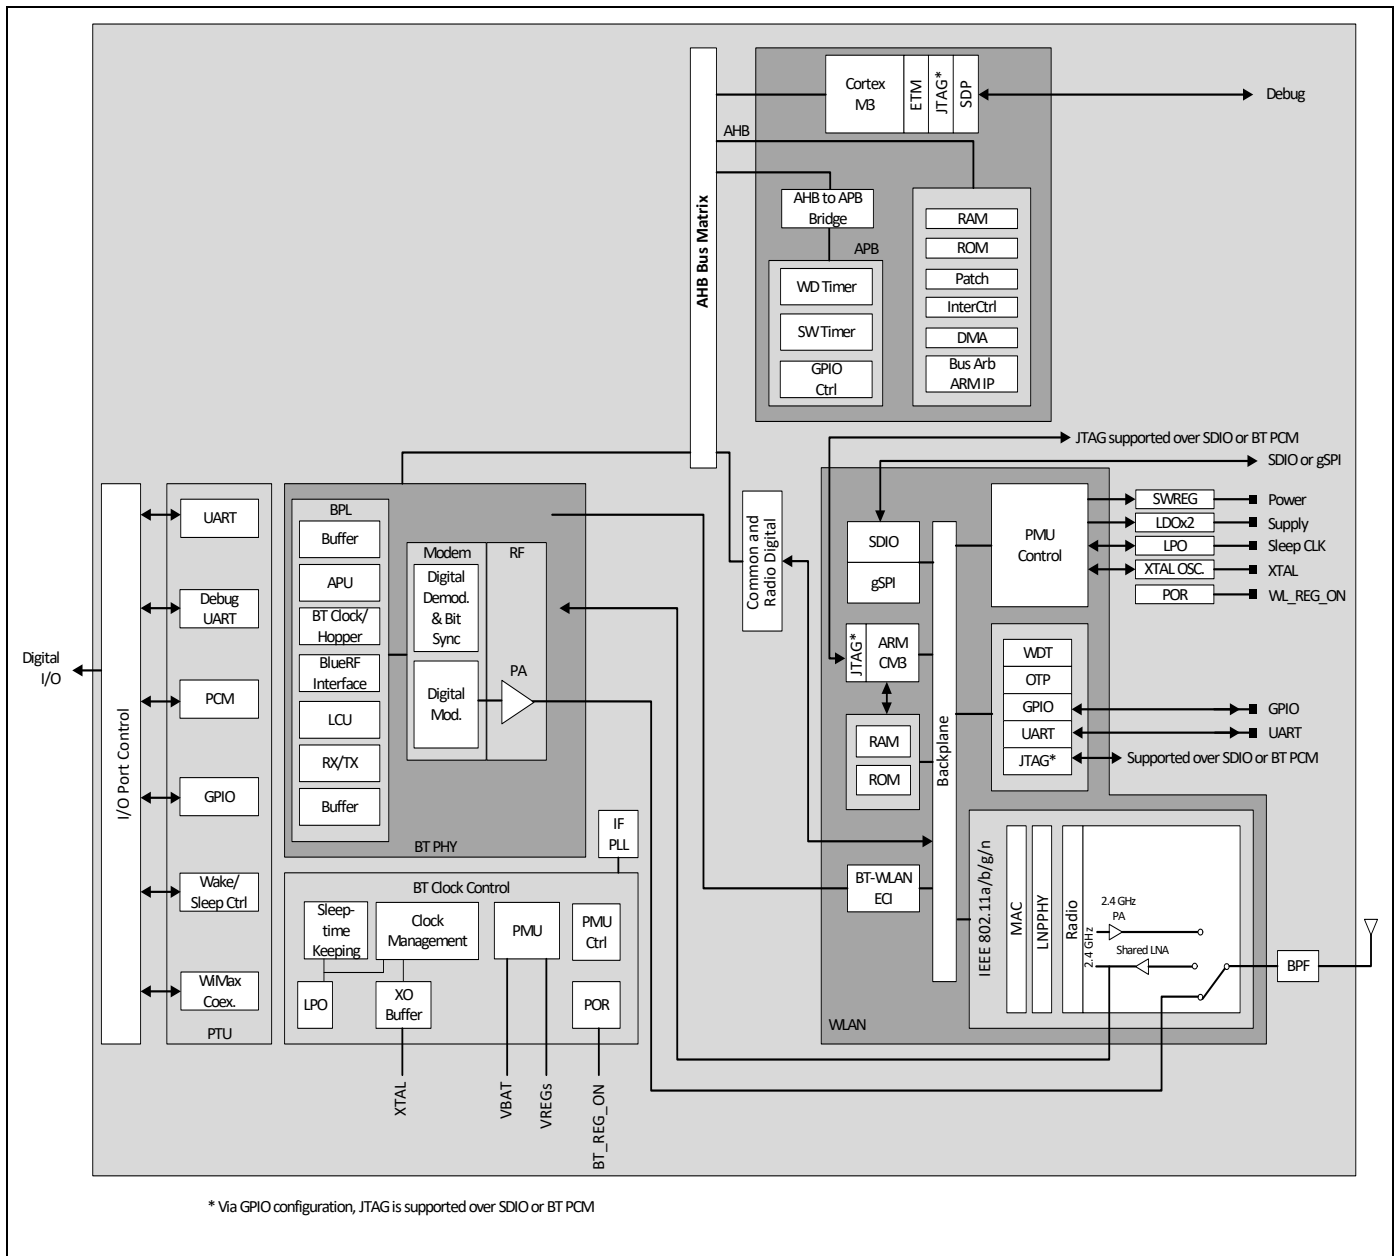 Cortex
M3
ETM
JTAG*
SDP
Debug
AHB
AHB Bus Matrix
AHB to APB
Bridge
APB
WD Timer
SW Timer
GPIO
Ctrl
RAM
ROM
Patch
InterCtrl
DMA
Bus Arb
ARM IP
JTAG supported over SDIO or BT PCM
SDIO or gSPI
Digital
I/O
I/O Port Control
UART
Debug
UART
PCM
GPIO
Wake/
Sleep Ctrl
WiMax
Coex.
PTU
BPL
Buffer
APU
BT Clock/
Hopper
BlueRF
Interface
LCU
RX/TX
Buffer
Modem
Digital
Demod.
& Bit
Sync
Digital
Mod.
RF
PA
BT PHY
IF
PLL
BT Clock Control
Sleep-
time
Keeping
Clock
Management
PMU
PMU
Ctrl
LPO
XO
Buffer
POR
XTAL
VBAT
VREGs
BT_REG_ON
Common and
Radio Digital
SDIO
gSPI
JTAG*
ARM
CM3
RAM
ROM
BT-WLAN
ECI
WLAN
Backplane
PMU
Control
SWREG
Power
LDOx2
Supply
LPO
Sleep CLK
XTAL OSC.
XTAL
POR
WL_REG_ON
WDT
OTP
GPIO
GPIO
UART
UART
JTAG*
Supported over SDIO or BT PCM
IEEE 802.11a/b/g/n
MAC
LNPPHY
Radio
2.4 GHz
2.4 GHz
PA
Shared LNA
BPF
* Via GPIO configuration, JTAG is supported over SDIO or BT PCM